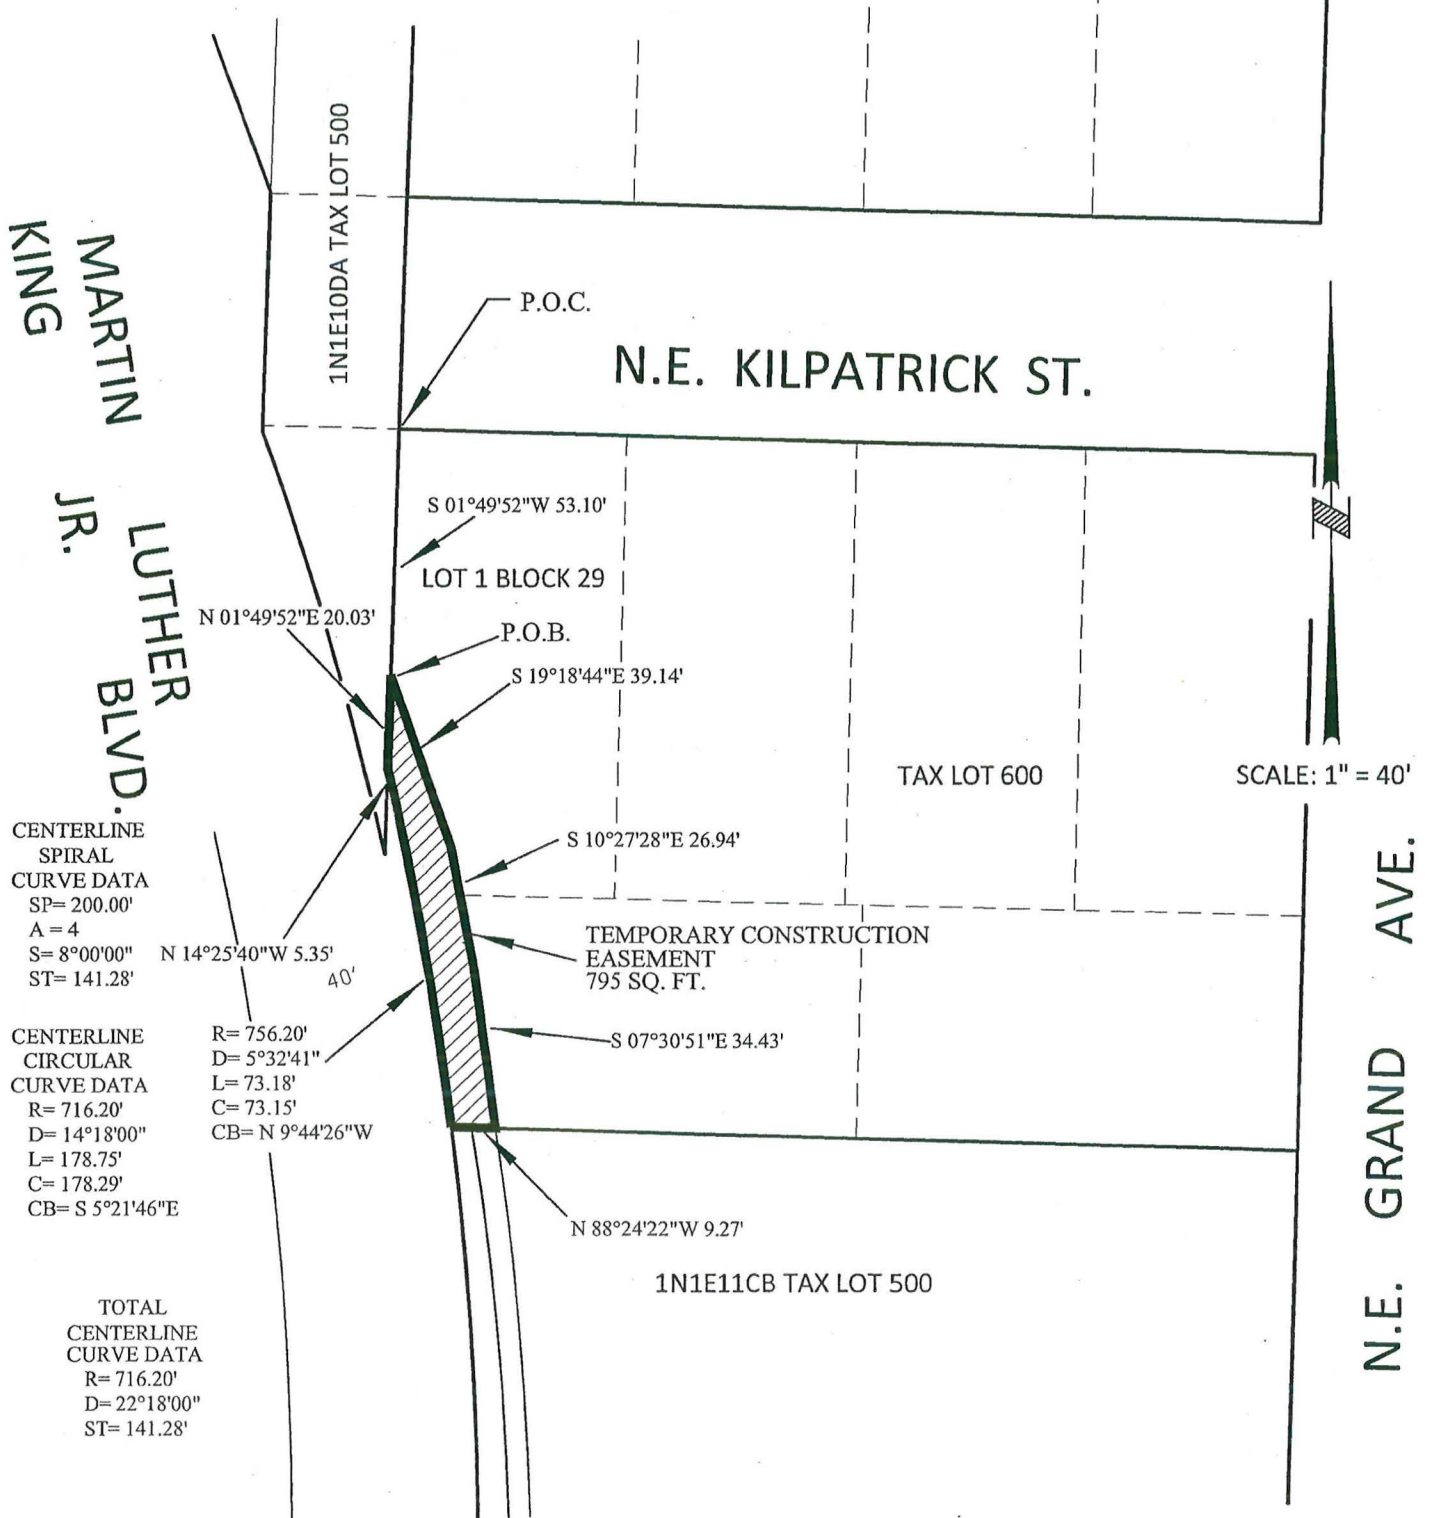 1N1E10DA TAX LOT 500
P.O.C.
N.E. KILPATRICK ST.
MARTIN
KING
LUTHER
JR.
BLVD.
S 01°49'52"W 53.10'
LOT 1 BLOCK 29
N 01°49'52"E 20.03'
P.O.B.
S 19°18'44"E 39.14'
N
TAX LOT 600
SCALE: 1" = 40'
S 10°27'28"E 26.94'
CENTERLINE
SPIRAL
CURVE DATA
SP= 200.00'
A = 4
S= 8°00'00"
ST= 141.28'
N 14°25'40"W 5.35'
40'
TEMPORARY CONSTRUCTION
EASEMENT
795 SQ. FT.
S 07°30'51"E 34.43'
CENTERLINE
CIRCULAR
CURVE DATA
R= 716.20'
D= 14°18'00"
L= 178.75'
C= 178.29'
CB= S 5°21'46"E
R= 756.20'
D= 5°32'41"
L= 73.18'
C= 73.15'
CB= N 9°44'26"W
N 88°24'22"W 9.27'
1N1E11CB TAX LOT 500
N.E. GRAND AVE.
TOTAL
CENTERLINE
CURVE DATA
R= 716.20'
D= 22°18'00"
ST= 141.28'